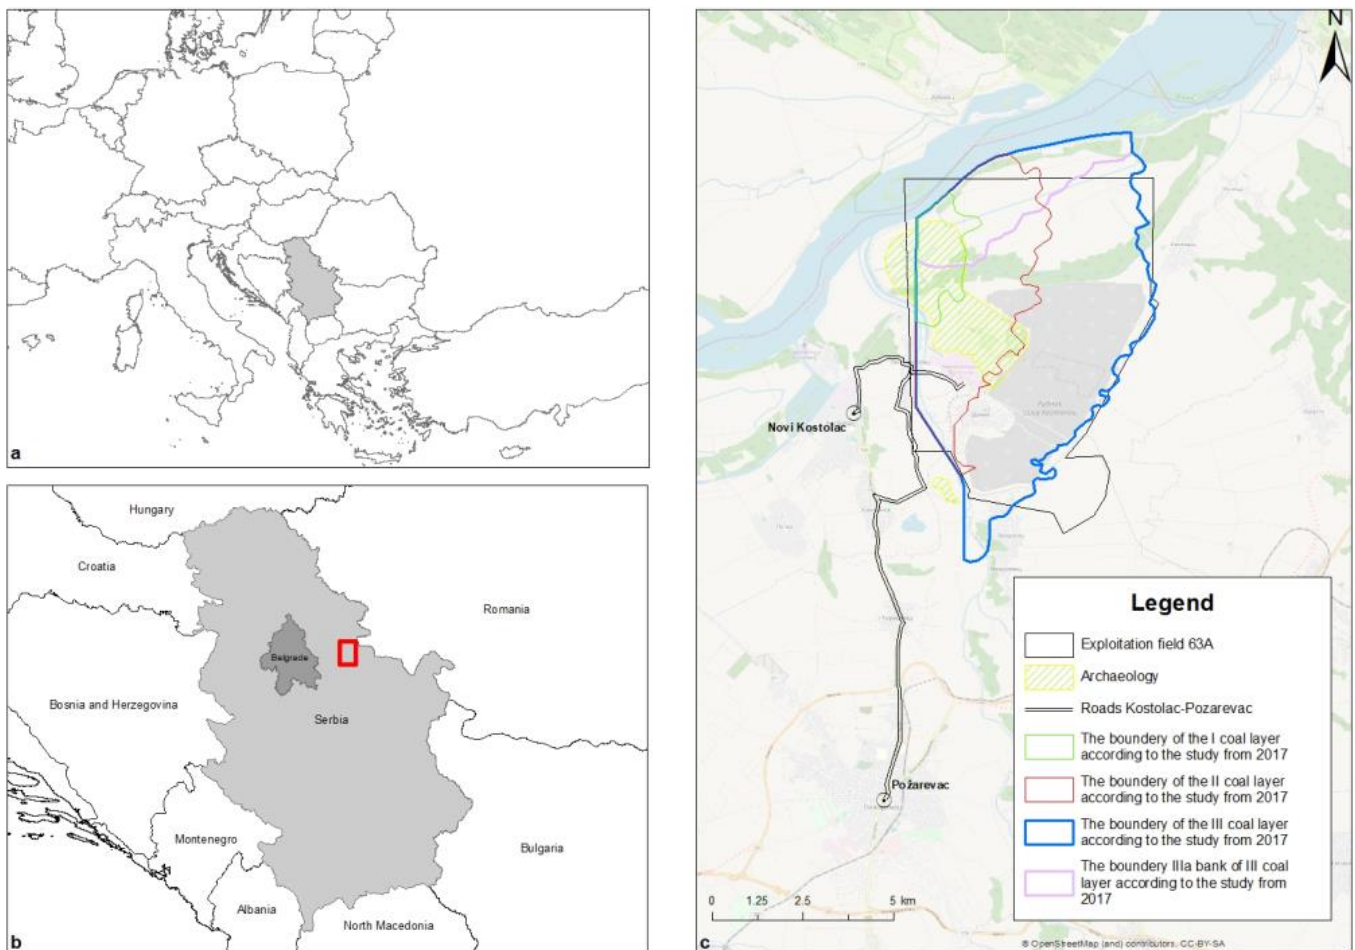 a
Hungary
Croatia
Romania
Belgrade
Bosnia and Herzegovina
Serbia
Montenegro
Bulgaria
Albania
North Macedonia
b
N
Novi Kostolac
Požarevac
Legend
Exploitation field 63A
Archaeology
Roads Kostolac-Pozarevac
The boundery of the I coal layer
according to the study from 2017
The boundery of the II coal layer
according to the study from 2017
The boundery of the III coal layer
according to the study from 2017
The boundery IIIa bank of III coal
layer according to the study from
2017
0 1.25 2.5 5 km
c
© OpenStreetMap (and) contributors, CC-BY-SA